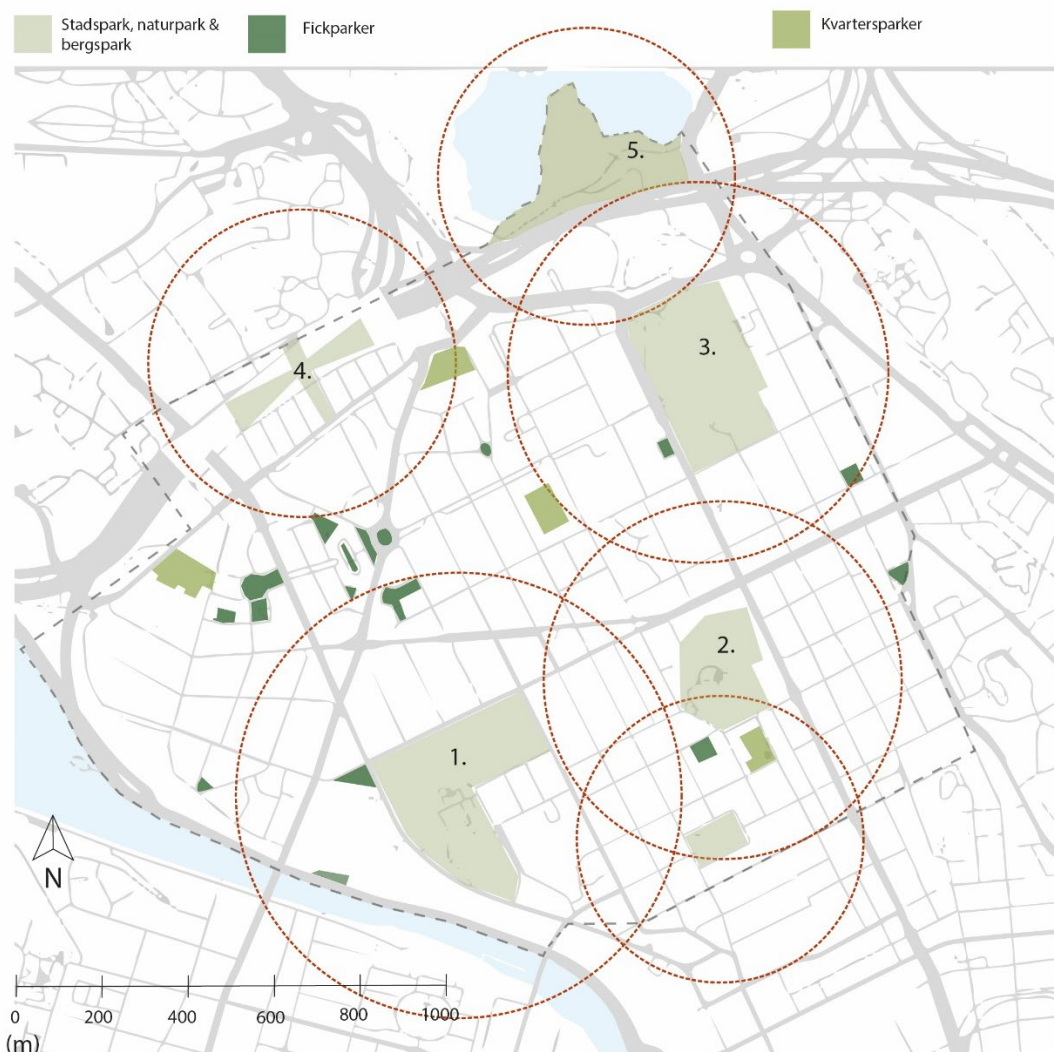 Stadspark, naturpark &
bergspark
Fickparker
Kvartersparker
5.
3.
4.
2.
1.
N
0 200 400 600 800 1000
(m)